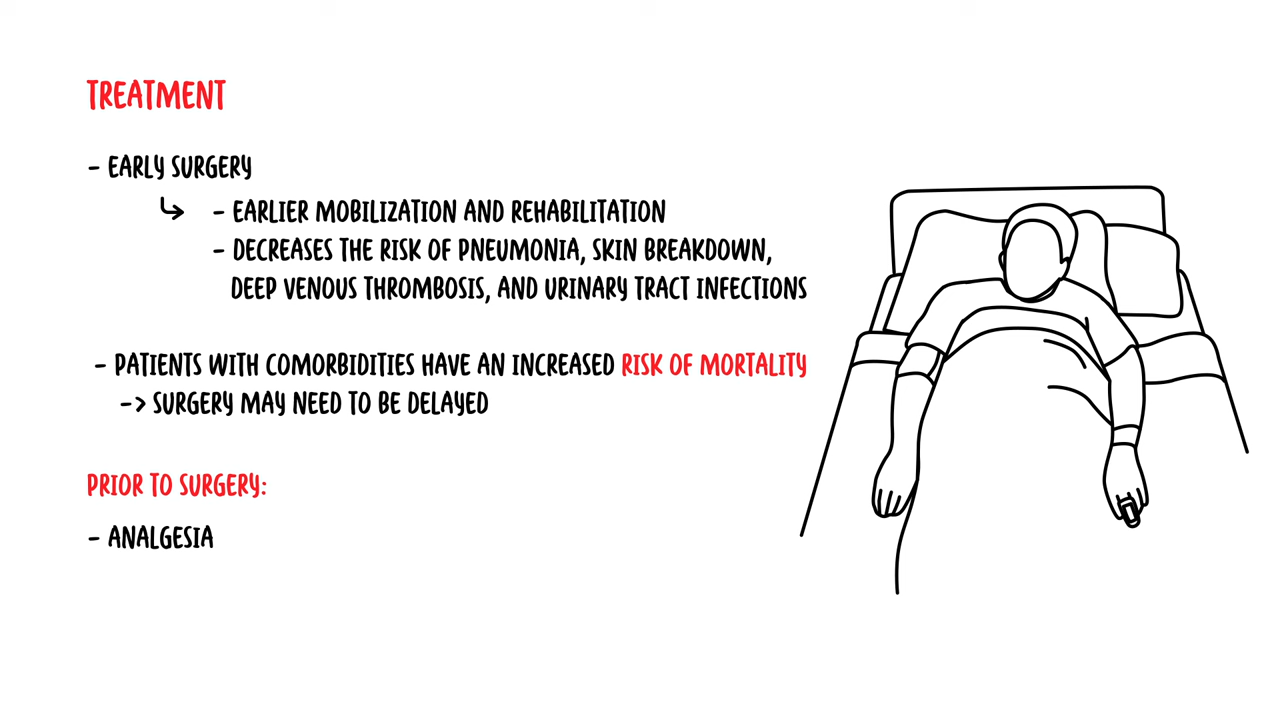 TREATMENT
- EARLY SURGERY
- EARLIER MOBILIZATION AND REHABILITATION
- DECREASES THE RISK OF PNEUMONIA, SKIN BREAKDOWN,
DEEP VENOUS THROMBOSIS, AND URINARY TRACT INFECTIONS
- PATIENTS WITH COMORBIDITIES HAVE AN INCREASED RISK OF MORTALITY
-> SURGERY MAY NEED TO BE DELAYED
PRIOR TO SURGERY:
- ANALGESIA